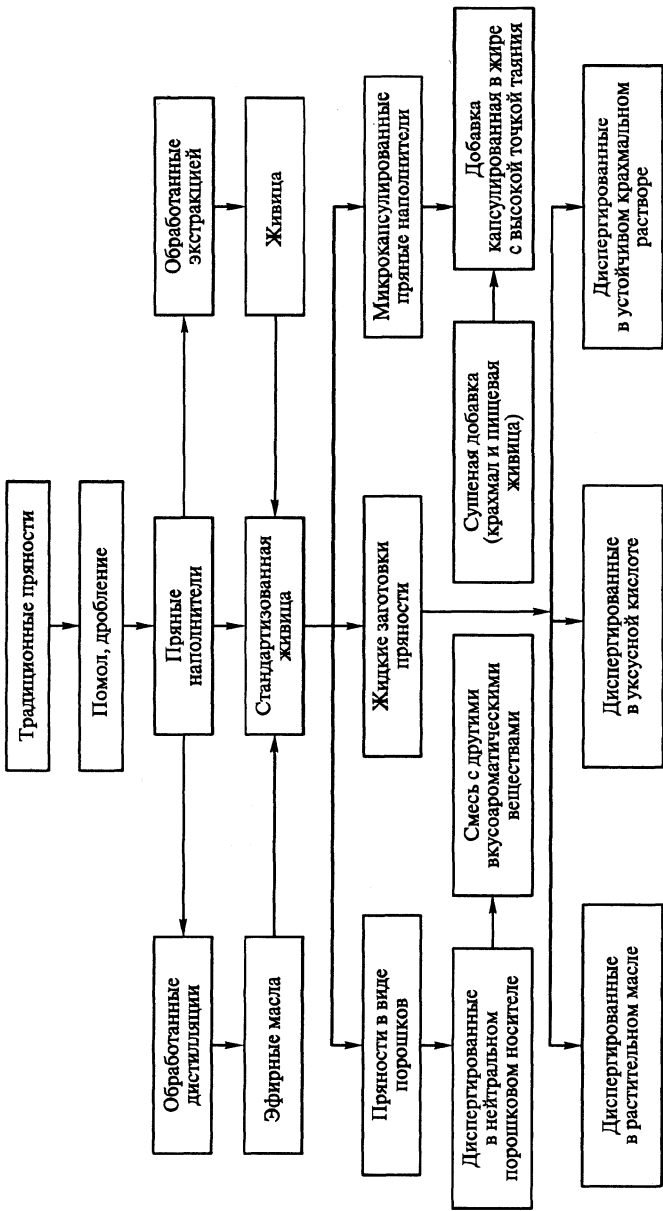 Традиционные пряности
Помол, дробление
Обработанные
дистилляции
Пряные
наполнители
Обработанные
экстракцией
Эфирные масла
Стандартизованная
живица
Живица
Пряности в виде
порошков
Жидкие заготовки
пряности
Микрокапсулированные
пряные наполнители
Диспергированные
в нейтральном
порошковом носителе
Смесь с другими
вкусоароматическими
веществами
Сушеная добавка
(крахмал и пищевая
живица)
Добавка
капсулированная в жире
с высокой точкой таяния
Диспергированные
в растительном масле
Диспергированные
в уксусной кислоте
Диспергированные
в устойчивом крахмальном
растворе